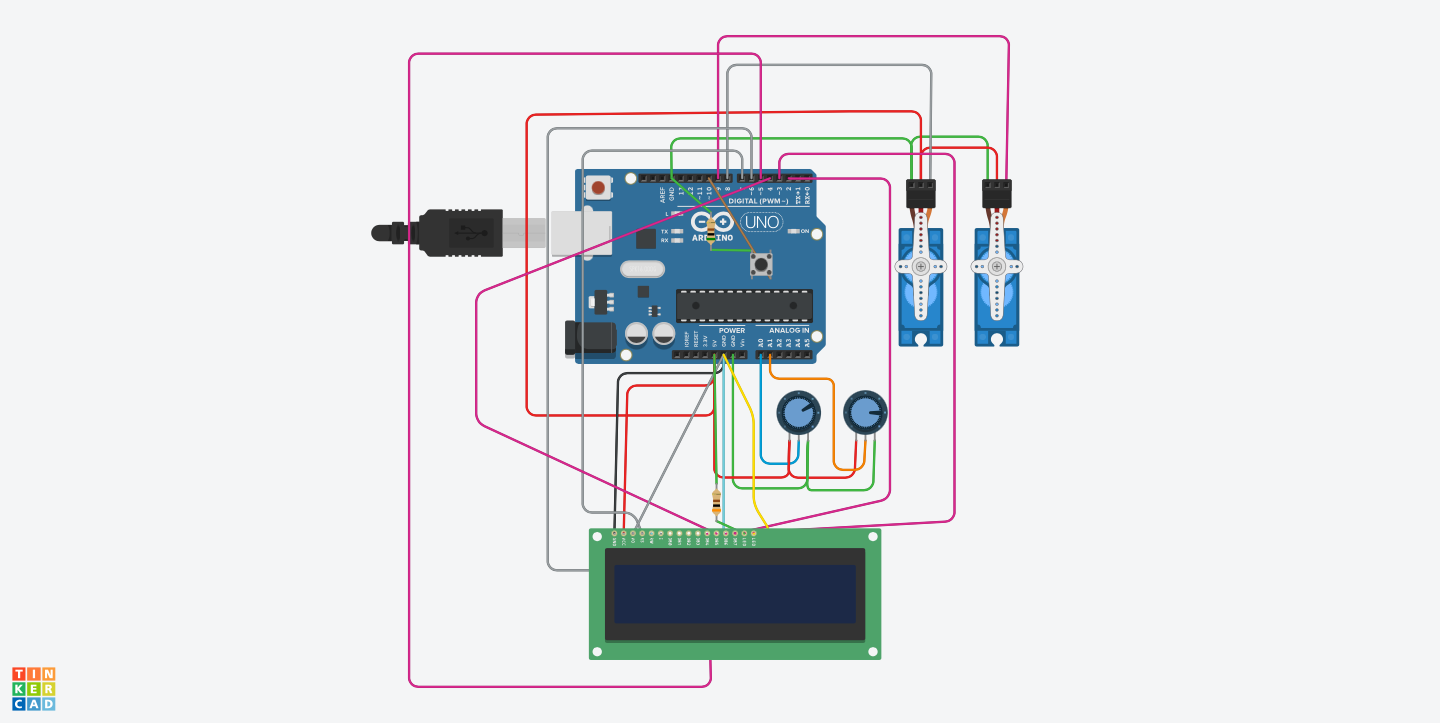 AREF
GND
13
12
~11
~10
~9
8
7
~6
~5
4
~3
2
TX→1
RX←0
DIGITAL (PWM~)
L
TX
RX
ARDUINO
UNO
ON
POWER
ANALOG IN
IOREF
RESET
3.3V
5V
GND
GND
Vin
A0
A1
A2
A3
A4
A5
GND
VCC
TIN
KER
CAD